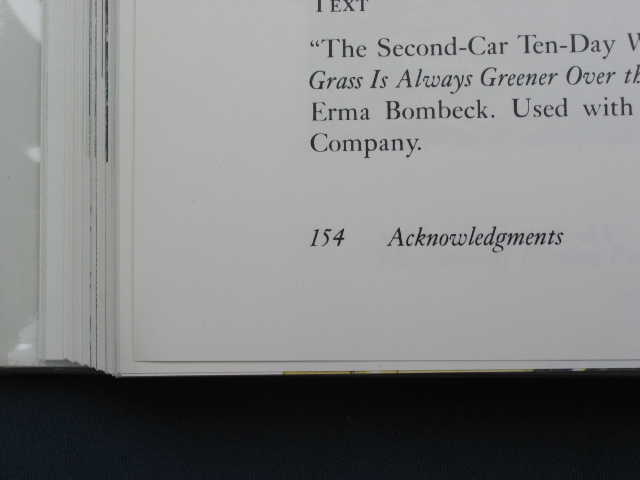 TEXT
"The Second-Car Ten-Day
Grass Is Always Greener Over
Erma Bombeck. Used with
Company.
154 Acknowledgments